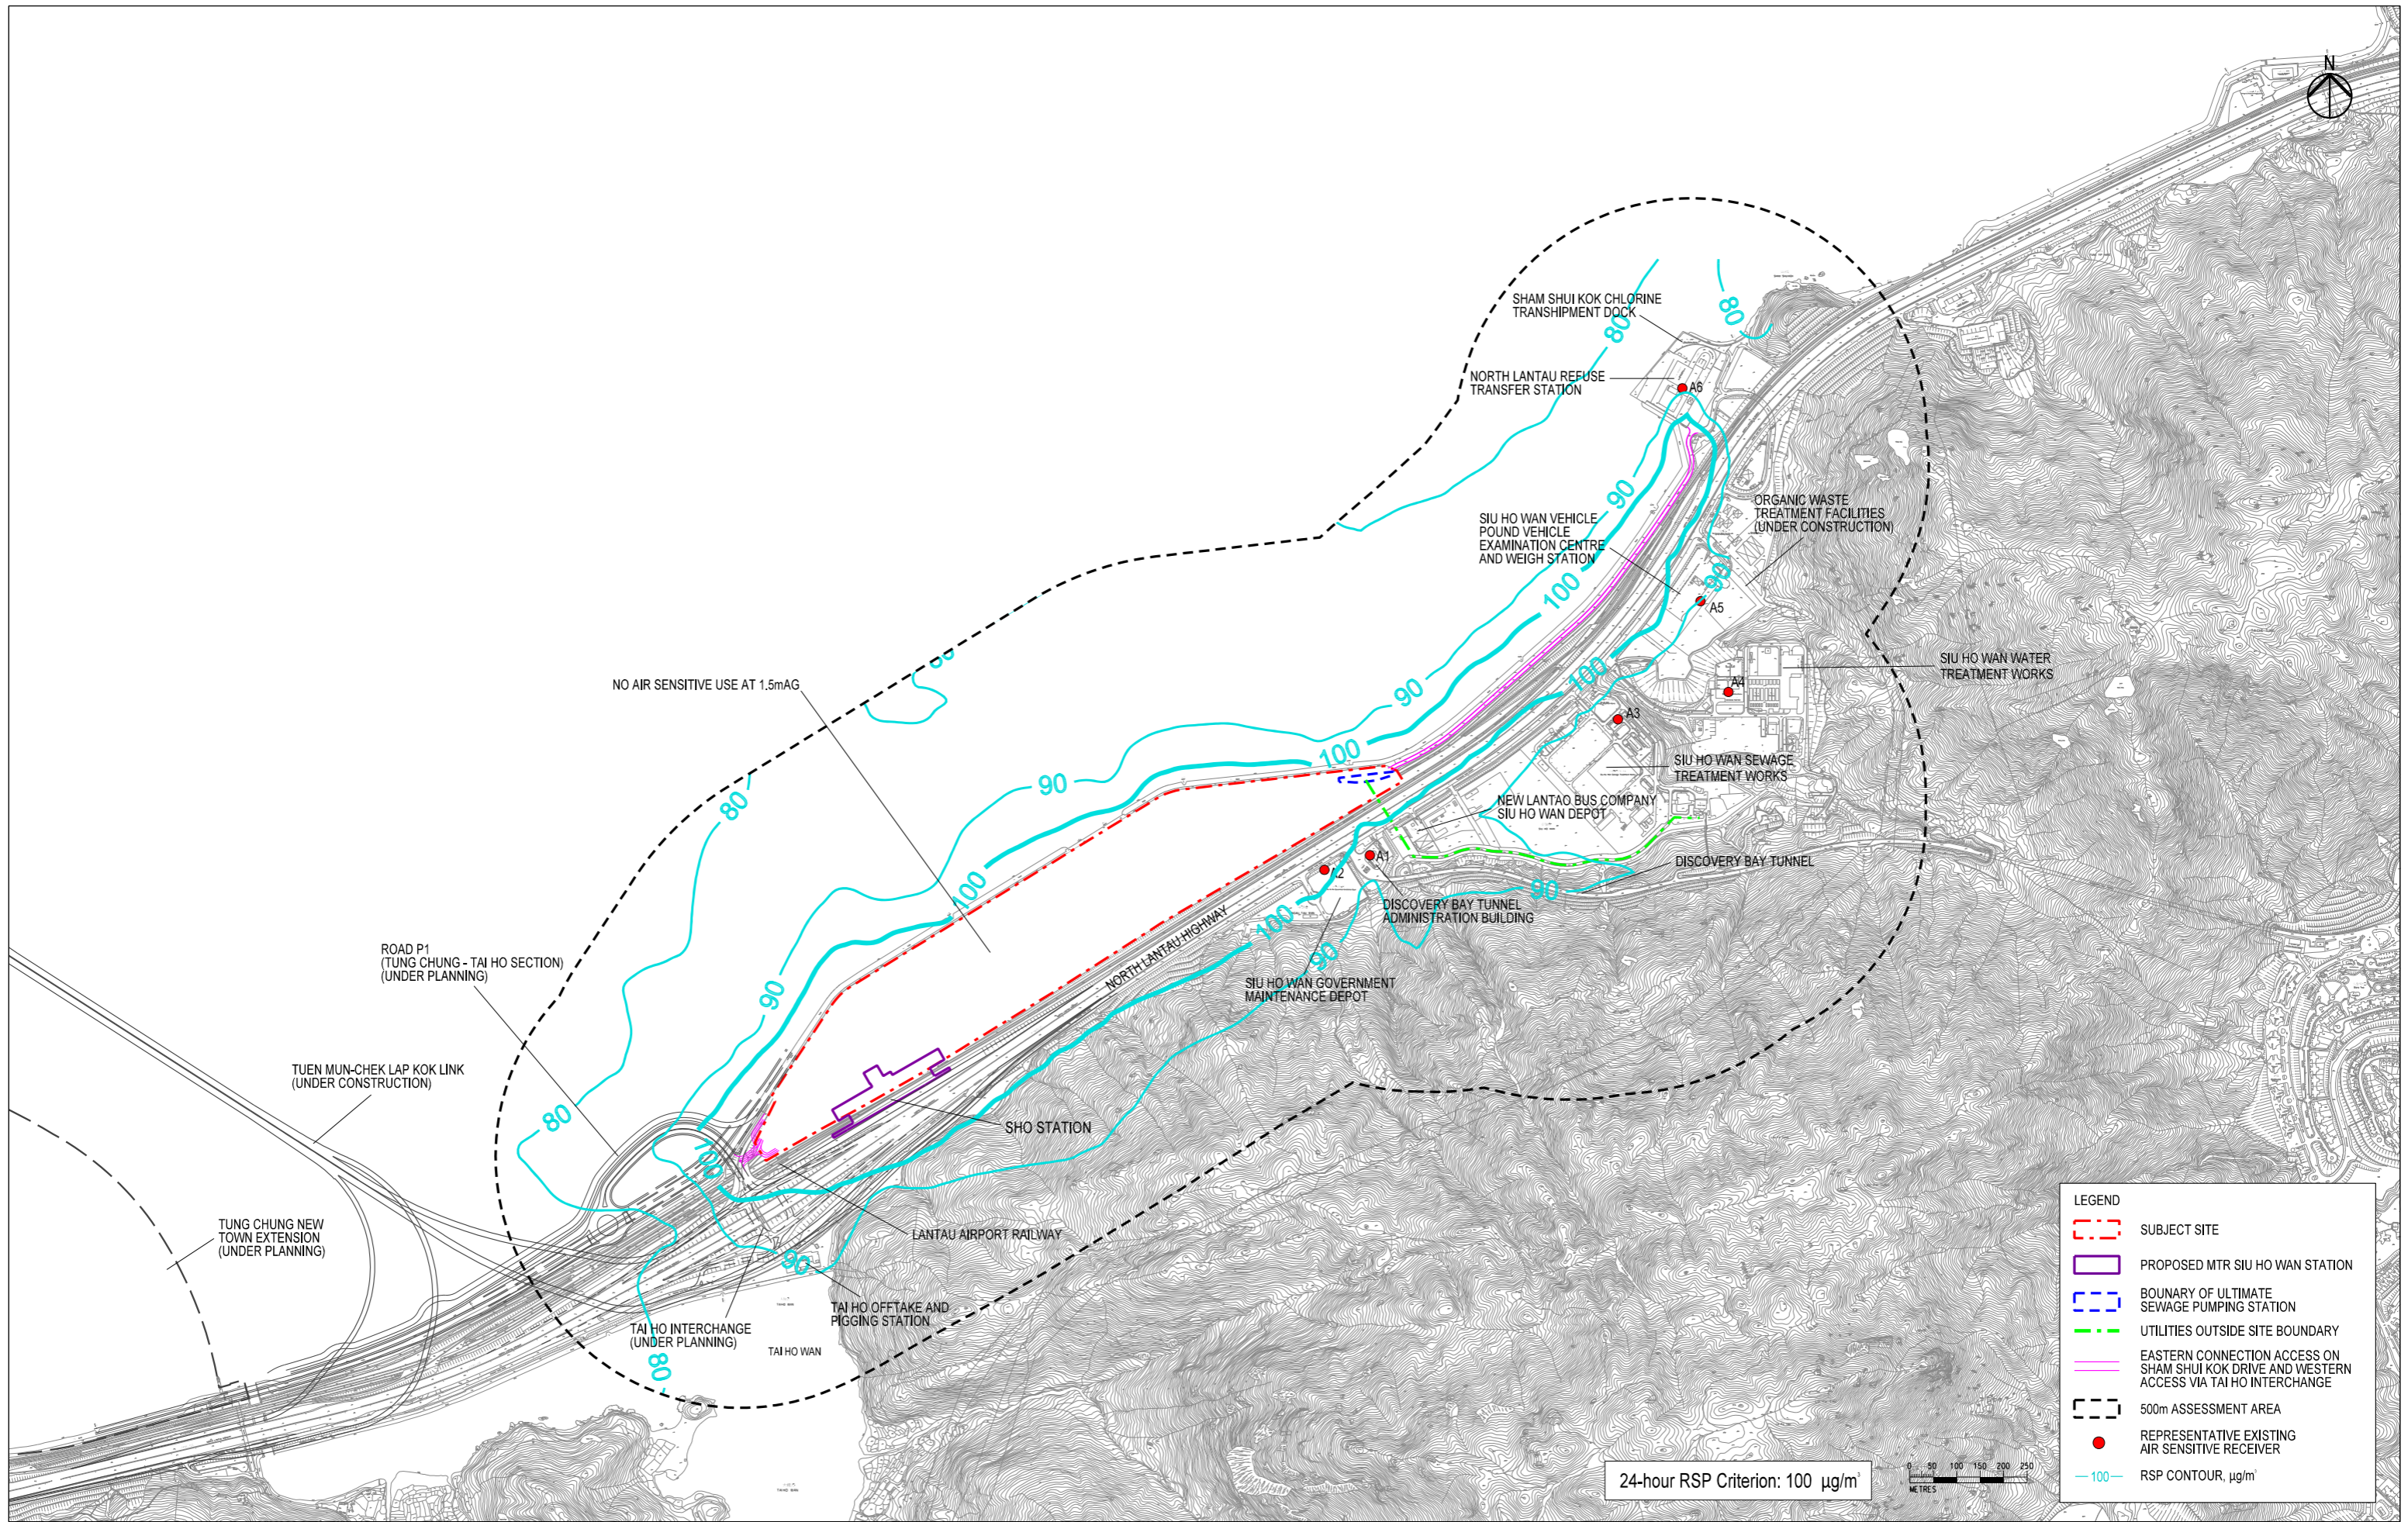 N
SHAM SHUI KOK CHLORINE
TRANSHIPMENT DOCK
80
80
NORTH LANTAU REFUSE
TRANSFER STATION
A6
90
ORGANIC WASTE
TREATMENT FACILITIES
(UNDER CONSTRUCTION)
SIU HO WAN VEHICLE
POUND VEHICLE
EXAMINATION CENTRE
AND WEIGH STATION
100
90
A5
SIU HO WAN WATER
TREATMENT WORKS
80
100
A4
NO AIR SENSITIVE USE AT 1.5mAG
90
A3
100
SIU HO WAN SEWAGE
TREATMENT WORKS
90
80
NEW LANTAO BUS COMPANY
SIU HO WAN DEPOT
A1
DISCOVERY BAY TUNNEL
A2
100
90
DISCOVERY BAY TUNNEL
ADMINISTRATION BUILDING
100
NORTH LANTAU HIGHWAY
ROAD P1
(TUNG CHUNG - TAI HO SECTION)
(UNDER PLANNING)
90
90
SIU HO WAN GOVERNMENT
MAINTENANCE DEPOT
TUEN MUN-CHEK LAP KOK LINK
(UNDER CONSTRUCTION)
80
SHO STATION
100
TUNG CHUNG NEW
TOWN EXTENSION
(UNDER PLANNING)
LANTAU AIRPORT RAILWAY
90
TAI HO OFFTAKE AND
PIGGING STATION
TAI HO INTERCHANGE
(UNDER PLANNING)
TAI HO WAN
80
LEGEND
SUBJECT SITE
PROPOSED MTR SIU HO WAN STATION
BOUNARY OF ULTIMATE
SEWAGE PUMPING STATION
UTILITIES OUTSIDE SITE BOUNDARY
EASTERN CONNECTION ACCESS ON
SHAM SHUI KOK DRIVE AND WESTERN
ACCESS VIA TAI HO INTERCHANGE
500m ASSESSMENT AREA
REPRESENTATIVE EXISTING
AIR SENSITIVE RECEIVER
100 RSP CONTOUR, µg/m³
24-hour RSP Criterion: 100 µg/m³
0 50 100 150 200 250
METRES